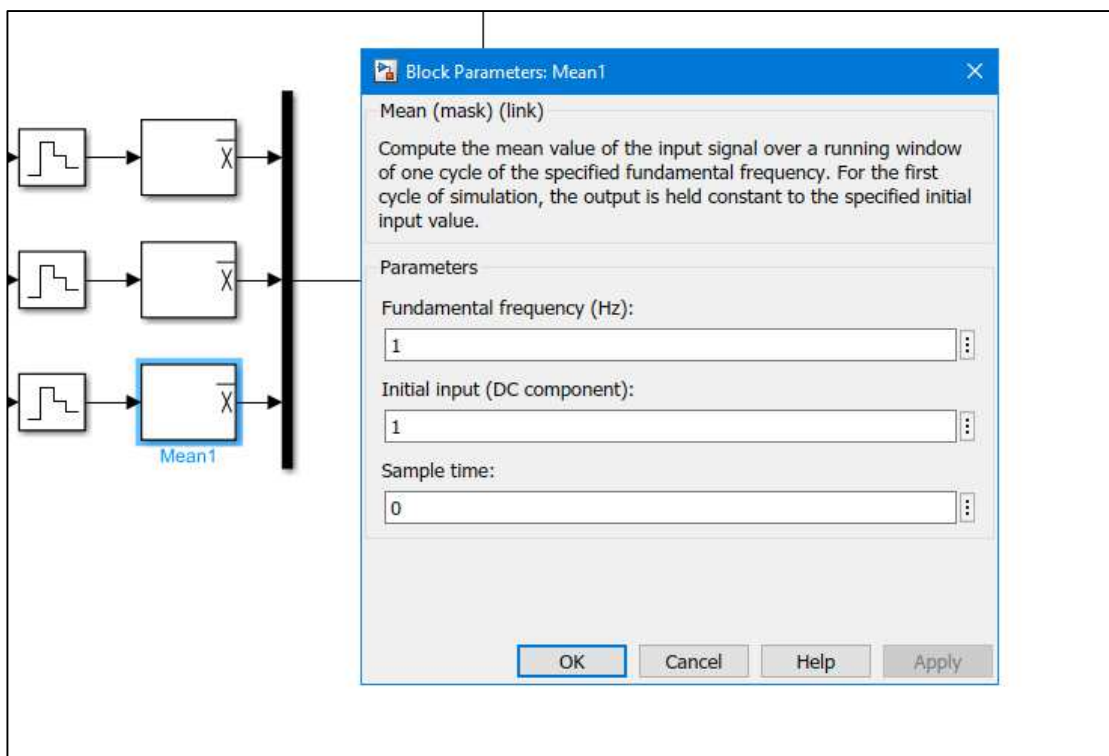 Block Parameters: Mean1
Mean (mask) (link)
Compute the mean value of the input signal over a running window
of one cycle of the specified fundamental frequency. For the first
cycle of simulation, the output is held constant to the specified initial
input value.
Parameters
Fundamental frequency (Hz):
1
Initial input (DC component):
1
Sample time:
0
OK Cancel Help Apply
X
X
X
Mean1